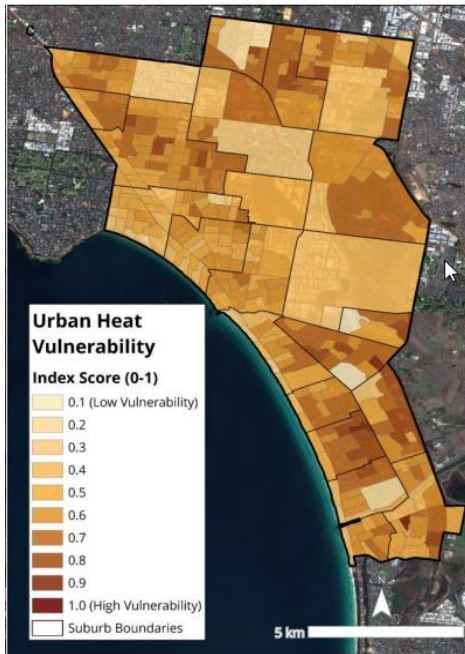 C
Urban Heat
Vulnerability
Index Score (0-1)
0.1 (Low Vulnerability)
0.2
0.3
0.4
0.5
0.6
0.7
0.8
0.9
1.0 (High Vulnerability)
Suburb Boundaries
N
5 km